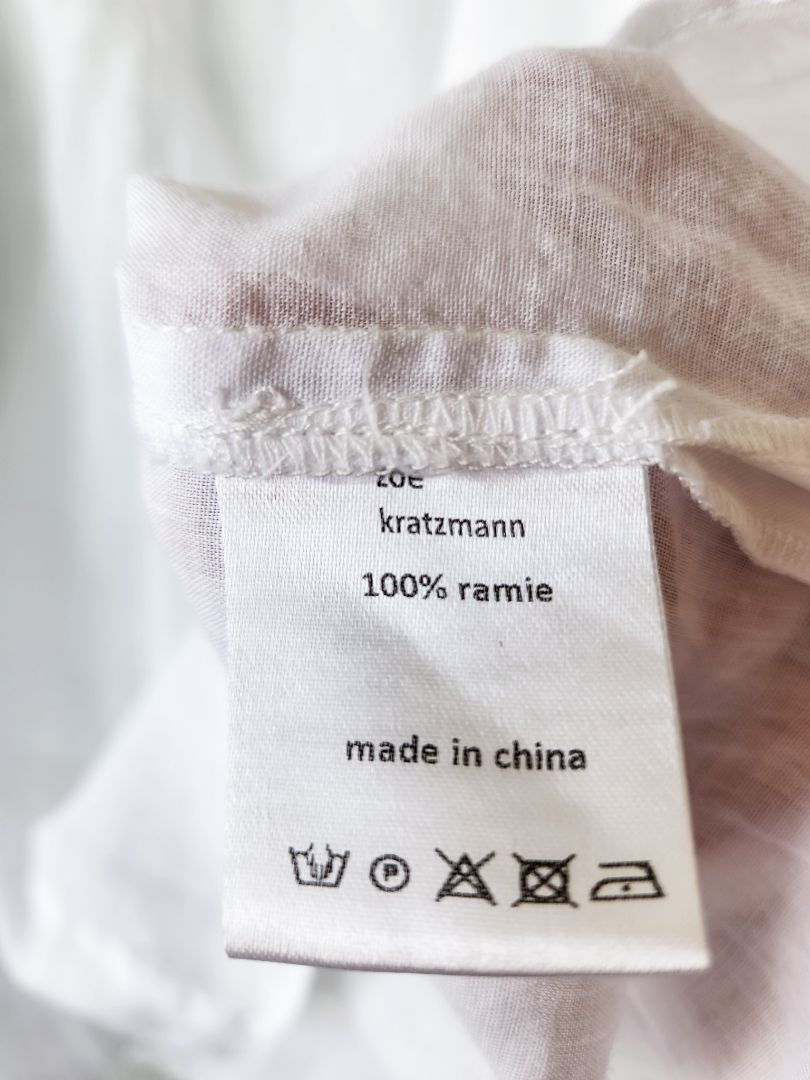 zoe
kratzmann
100% ramie
made in china
P